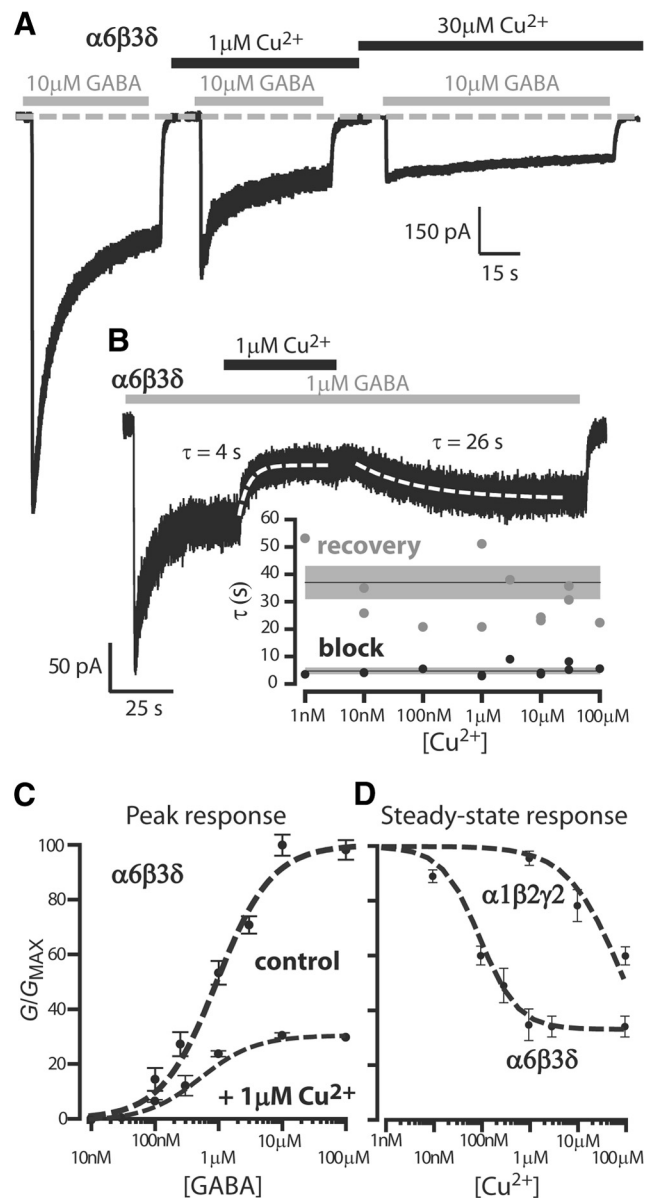 A
α6β3δ
1μM Cu²⁺
30μM Cu²⁺
10μM GABA
10μM GABA
10μM GABA
150 pA
15 s
B
1μM Cu²⁺
α6β3δ
1μM GABA
τ = 4 s
τ = 26 s
50 pA
25 s
60
50
40
30
20
10
0
τ (s)
recovery
block
1nM
10nM
100nM
1μM
10μM
100μM
[Cu²⁺]
C
Peak response
α6β3δ
control
+ 1μM Cu²⁺
100
80
60
40
20
0
G/GMAX
10nM
100nM
1μM
10μM
100μM
[GABA]
D
Steady-state response
α1β2γ2
α6β3δ
1nM
10nM
100nM
1μM
10μM
100μM
[Cu²⁺]